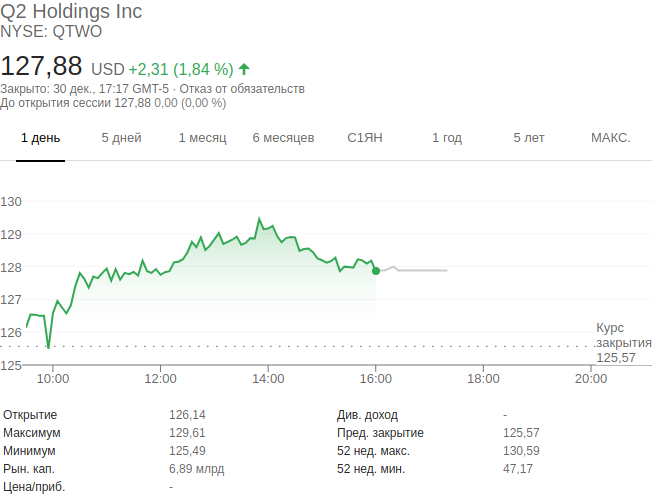 Q2 Holdings Inc
NYSE: QTWO
127,88 USD +2,31 (1,84 %)
Закрыто: 30 дек., 17:17 GMT-5 · Отказ от обязательств
До открытия сессии 127,88 0,00 (0,00 %)
1 день 5 дней 1 месяц 6 месяцев С1ЯН 1 год 5 лет МАКС.
130
129
128
127
126
125
Курс
закрытия
125,57
10:00 12:00 14:00 16:00 18:00 20:00
Открытие 126,14 Див. доход -
Максимум 129,61 Пред. закрытие 125,57
Минимум 125,49 52 нед. макс. 130,59
Рын. кап. 6,89 млрд 52 нед. мин. 47,17
Цена/приб. -